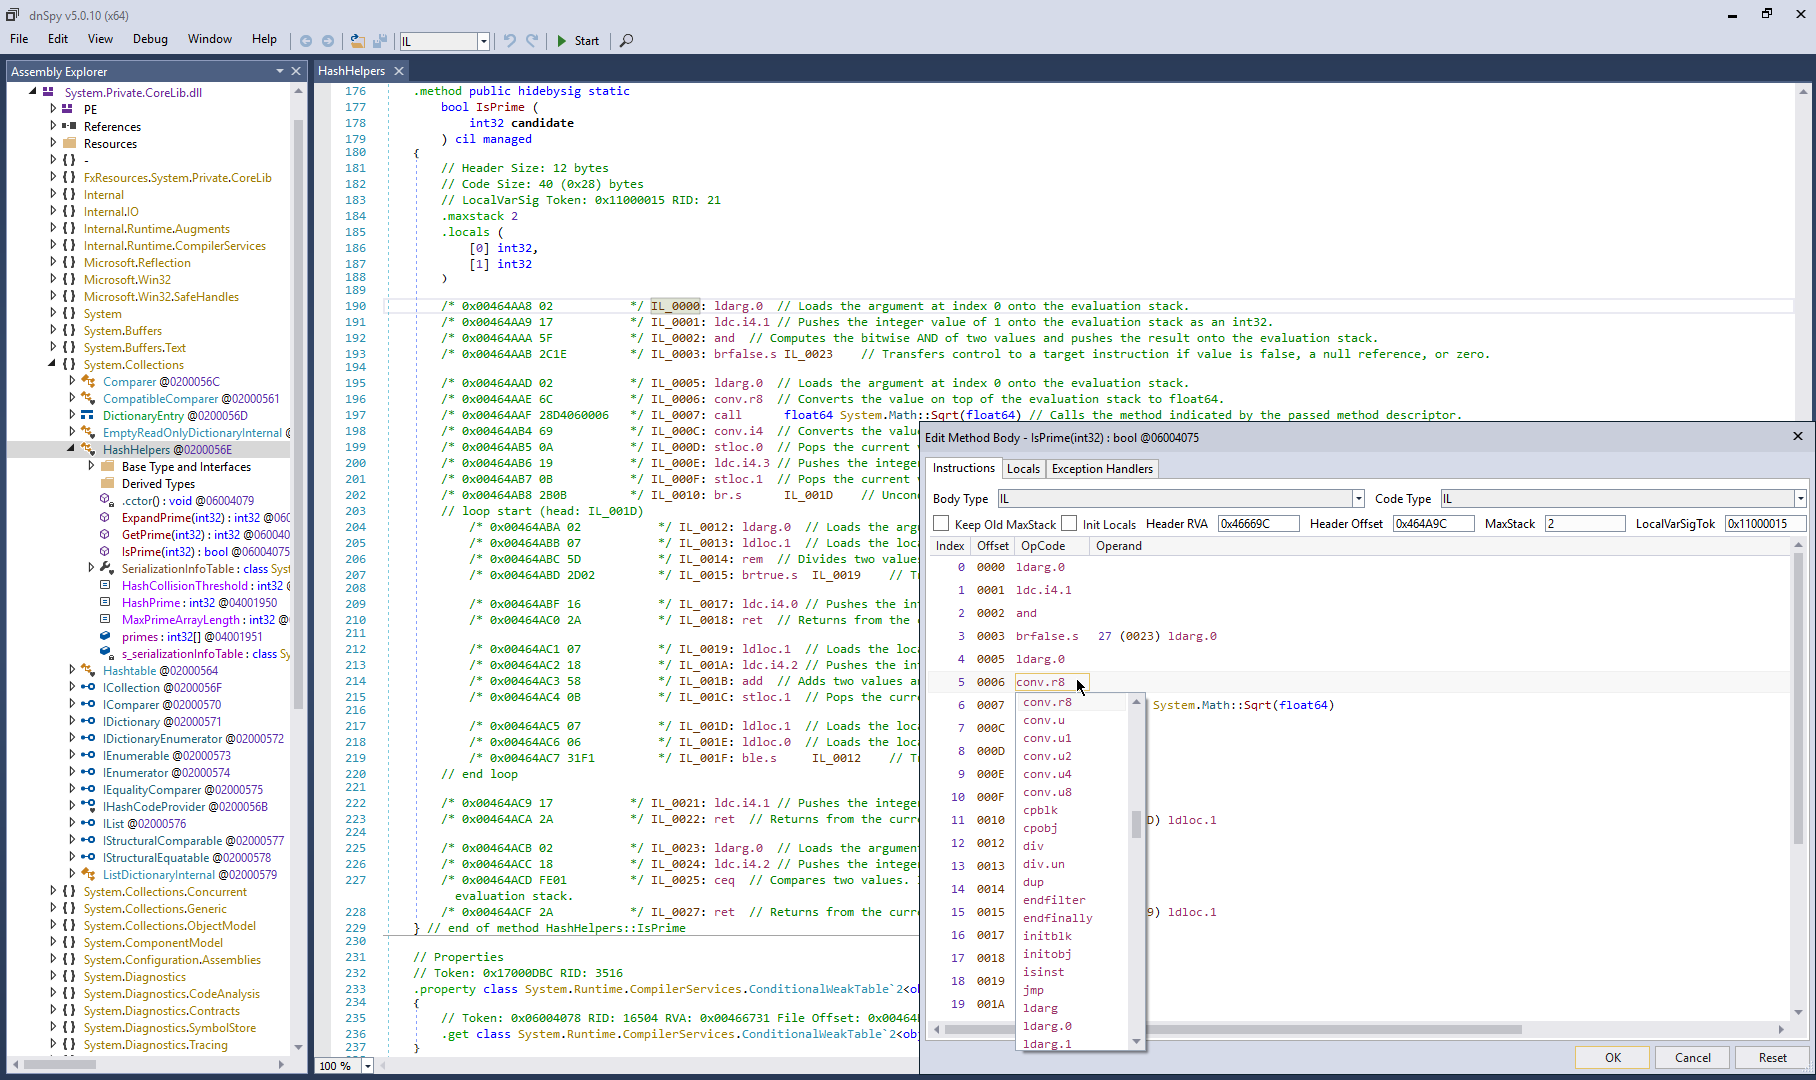 dnSpy v5.0.10 (x64)
File Edit View Debug Window Help IL Start
Assembly Explorer
System.Private.CoreLib.dll
PE
References
Resources
{} -
{} FxResources.System.Private.CoreLib
{} Internal
{} Internal.IO
{} Internal.Runtime.Augments
{} Internal.Runtime.CompilerServices
{} Microsoft.Reflection
{} Microsoft.Win32
{} Microsoft.Win32.SafeHandles
{} System
{} System.Buffers
{} System.Buffers.Text
{} System.Collections
Comparer @0200056C
CompatibleComparer @02000561
DictionaryEntry @0200056D
EmptyReadOnlyDictionaryInternal @
HashHelpers @0200056E
Base Type and Interfaces
Derived Types
.cctor() : void @06004079
ExpandPrime(int32) : int32 @060
GetPrime(int32) : int32 @060040
IsPrime(int32) : bool @06004075
SerializationInfoTable : class Syst
HashCollisionThreshold : int32 @
HashPrime : int32 @04001950
MaxPrimeArrayLength : int32 @0
primes : int32[] @04001951
s_serializationInfoTable : class Sy
Hashtable @02000564
ICollection @0200056F
IComparer @02000570
IDictionary @02000571
IDictionaryEnumerator @02000572
IEnumerable @02000573
IEnumerator @02000574
IEqualityComparer @02000575
IHashCodeProvider @0200056B
IList @02000576
IStructuralComparable @02000577
IStructuralEquatable @02000578
ListDictionaryInternal @02000579
{} System.Collections.Concurrent
{} System.Collections.Generic
{} System.Collections.ObjectModel
{} System.ComponentModel
{} System.Configuration.Assemblies
{} System.Diagnostics
{} System.Diagnostics.CodeAnalysis
{} System.Diagnostics.Contracts
{} System.Diagnostics.SymbolStore
{} System.Diagnostics.Tracing
HashHelpers
176 .method public hidebysig static
177 bool IsPrime (
178 int32 candidate
179 ) cil managed
180 {
181 // Header Size: 12 bytes
182 // Code Size: 40 (0x28) bytes
183 // LocalVarSig Token: 0x11000015 RID: 21
184 .maxstack 2
185 .locals (
186 [0] int32,
187 [1] int32
188 )
189
190 /* 0x00464AA8 02 */ IL_0000: ldarg.0 // Loads the argument at index 0 onto the evaluation stack.
191 /* 0x00464AA9 17 */ IL_0001: ldc.i4.1 // Pushes the integer value of 1 onto the evaluation stack as an int32.
192 /* 0x00464AAA 5F */ IL_0002: and // Computes the bitwise AND of two values and pushes the result onto the evaluation stack.
193 /* 0x00464AAB 2C1E */ IL_0003: brfalse.s IL_0023 // Transfers control to a target instruction if value is false, a null reference, or zero.
194
195 /* 0x00464AAD 02 */ IL_0005: ldarg.0 // Loads the argument at index 0 onto the evaluation stack.
196 /* 0x00464AAE 6C */ IL_0006: conv.r8 // Converts the value on top of the evaluation stack to float64.
197 /* 0x00464AAF 28D4060006 */ IL_0007: call float64 System.Math::Sqrt(float64) // Calls the method indicated by the passed method descriptor.
198 /* 0x00464AB4 69 */ IL_000C: conv.i4 // Converts the va
199 /* 0x00464AB5 0A */ IL_000D: stloc.0 // Pops the current v
200 /* 0x00464AB6 19 */ IL_000E: ldc.i4.3 // Pushes the intege
201 /* 0x00464AB7 0B */ IL_000F: stloc.1 // Pops the current v
202 /* 0x00464AB8 2B0B */ IL_0010: br.s IL_001D // Uncon
203 // loop start (head: IL_001D)
204 /* 0x00464ABA 02 */ IL_0012: ldarg.0 // Loads the argu
205 /* 0x00464ABB 07 */ IL_0013: ldloc.1 // Loads the loca
206 /* 0x00464ABC 5D */ IL_0014: rem // Divides two values
207 /* 0x00464ABD 2D02 */ IL_0015: brtrue.s IL_0019 // T
208
209 /* 0x00464ABF 16 */ IL_0017: ldc.i4.0 // Pushes the int
210 /* 0x00464AC0 2A */ IL_0018: ret // Returns from the c
211
212 /* 0x00464AC1 07 */ IL_0019: ldloc.1 // Loads the loca
213 /* 0x00464AC2 18 */ IL_001A: ldc.i4.2 // Pushes the int
214 /* 0x00464AC3 58 */ IL_001B: add // Adds two values an
215 /* 0x00464AC4 0B */ IL_001C: stloc.1 // Pops the curre
216
217 /* 0x00464AC5 07 */ IL_001D: ldloc.1 // Loads the loca
218 /* 0x00464AC6 06 */ IL_001E: ldloc.0 // Loads the loca
219 /* 0x00464AC7 31F1 */ IL_001F: ble.s IL_0012 // T
220 // end loop
221
222 /* 0x00464AC9 17 */ IL_0021: ldc.i4.1 // Pushes the integer
223 /* 0x00464ACA 2A */ IL_0022: ret // Returns from the curre
224
225 /* 0x00464ACB 02 */ IL_0023: ldarg.0 // Loads the argument
226 /* 0x00464ACC 18 */ IL_0024: ldc.i4.2 // Pushes the integer
227 /* 0x00464ACD FE01 */ IL_0025: ceq // Compares two values. I
evaluation stack.
228 /* 0x00464ACF 2A */ IL_0027: ret // Returns from the curre
229 } // end of method HashHelpers::IsPrime
230
231 // Properties
232 // Token: 0x17000DBC RID: 3516
233 .property class System.Runtime.CompilerServices.ConditionalWeakTable`2<ob
234 {
235 // Token: 0x06004078 RID: 16504 RVA: 0x00466731 File Offset: 0x00464
236 .get class System.Runtime.CompilerServices.ConditionalWeakTable`2<ob
237 }
100 %
Edit Method Body - IsPrime(int32) : bool @06004075
Instructions Locals Exception Handlers
Body Type IL Code Type IL
Keep Old MaxStack Init Locals Header RVA 0x46669C Header Offset 0x464A9C MaxStack 2 LocalVarSigTok 0x11000015
Index Offset OpCode Operand
0 0000 ldarg.0
1 0001 ldc.i4.1
2 0002 and
3 0003 brfalse.s 27 (0023) ldarg.0
4 0005 ldarg.0
5 0006 conv.r8
6 0007 System.Math::Sqrt(float64)
7 000C
8 000D
9 000E
10 000F
11 0010 D) ldloc.1
12 0012
13 0013
14 0014
15 0015 9) ldloc.1
16 0017
17 0018
18 0019
19 001A
conv.r8
conv.u
conv.u1
conv.u2
conv.u4
conv.u8
cpblk
cpobj
div
div.un
dup
endfilter
endfinally
initblk
initobj
isinst
jmp
ldarg
ldarg.0
ldarg.1
OK Cancel Reset